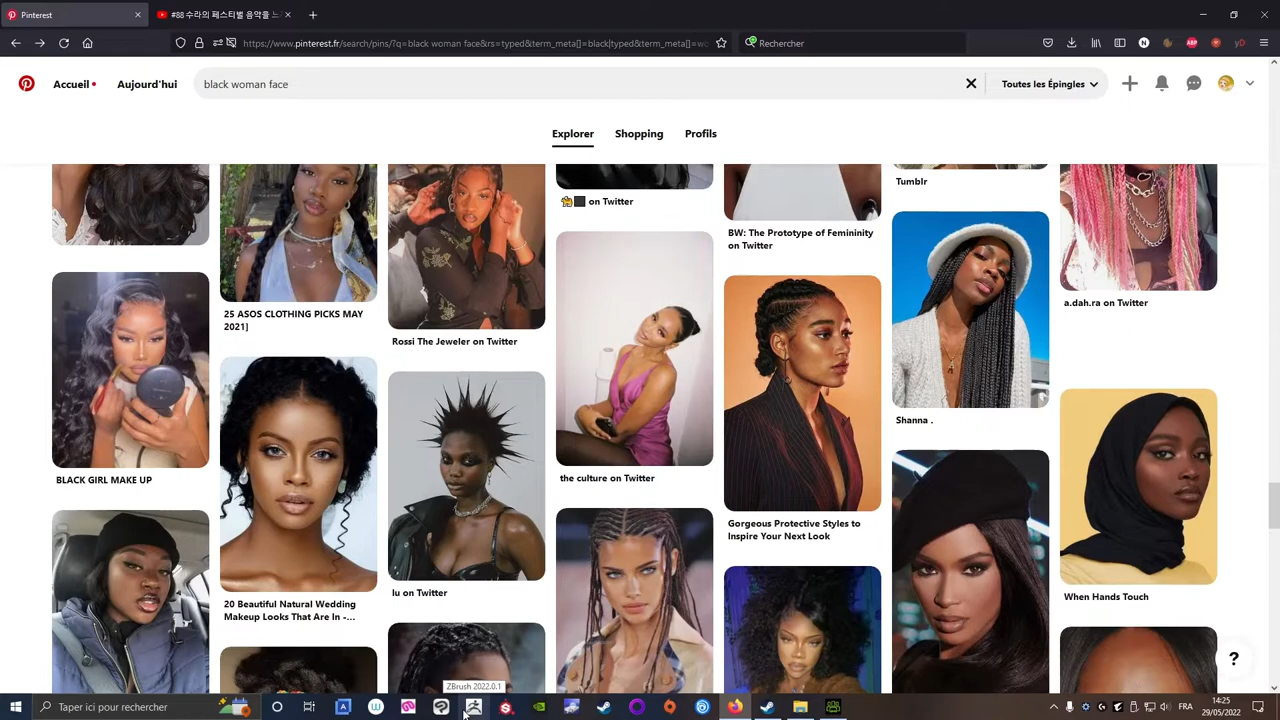 Pinterest
#88 수라의 페스티벌 음악을 느
https://www.pinterest.fr/search/pins/?q=black woman face&rs=typed&term_meta[]=black|typed&term_meta[]=wo
Rechercher
Accueil
Aujourd'hui
black woman face
Toutes les Épingles
Explorer
Shopping
Profils
on Twitter
Tumblr
BW: The Prototype of Femininity
on Twitter
a.dah.ra on Twitter
25 ASOS CLOTHING PICKS MAY
2021]
Rossi The Jeweler on Twitter
Shanna .
BLACK GIRL MAKE UP
the culture on Twitter
Gorgeous Protective Styles to
Inspire Your Next Look
lu on Twitter
When Hands Touch
20 Beautiful Natural Wedding
Makeup Looks That Are In -...
?
ZBrush 2022.0.1
Taper ici pour rechercher
FRA
14:25
29/05/2022